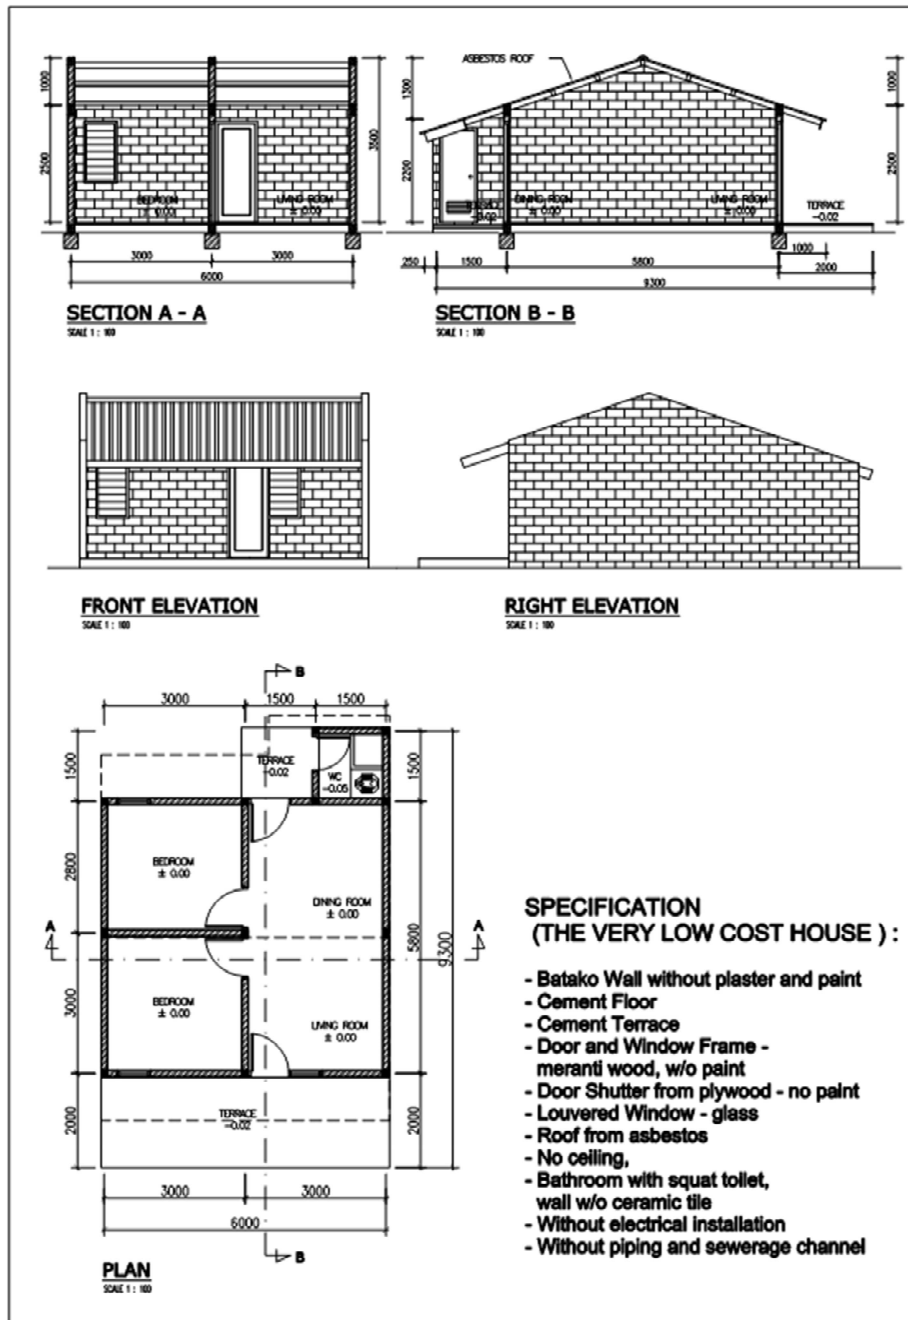 ASBESTOS ROOF
1000
2500
3500
BEDROOM
± 0.00
LIVING ROOM
± 0.00
3000
3000
6000
SECTION A - A
SCALE 1 : 100
1300
2200
1000
2500
DINING ROOM
± 0.00
LIVING ROOM
± 0.00
TERRACE
-0.02
-0.02
250
1500
5800
1000
2000
9300
SECTION B - B
SCALE 1 : 100
FRONT ELEVATION
SCALE 1 : 100
RIGHT ELEVATION
SCALE 1 : 100
B
3000
1500
1500
1500
TERRACE
-0.02
WC
-0.05
1500
2800
BEDROOM
± 0.00
DINING ROOM
± 0.00
A
A
5800
9300
3000
BEDROOM
± 0.00
LIVING ROOM
± 0.00
2000
TERRACE
-0.02
2000
3000
3000
6000
B
PLAN
SCALE 1 : 100
SPECIFICATION
(THE VERY LOW COST HOUSE ) :
- Batako Wall without plaster and paint
- Cement Floor
- Cement Terrace
- Door and Window Frame -
meranti wood, w/o paint
- Door Shutter from plywood - no paint
- Louvered Window - glass
- Roof from asbestos
- No ceiling,
- Bathroom with squat toilet,
wall w/o ceramic tile
- Without electrical installation
- Without piping and sewerage channel